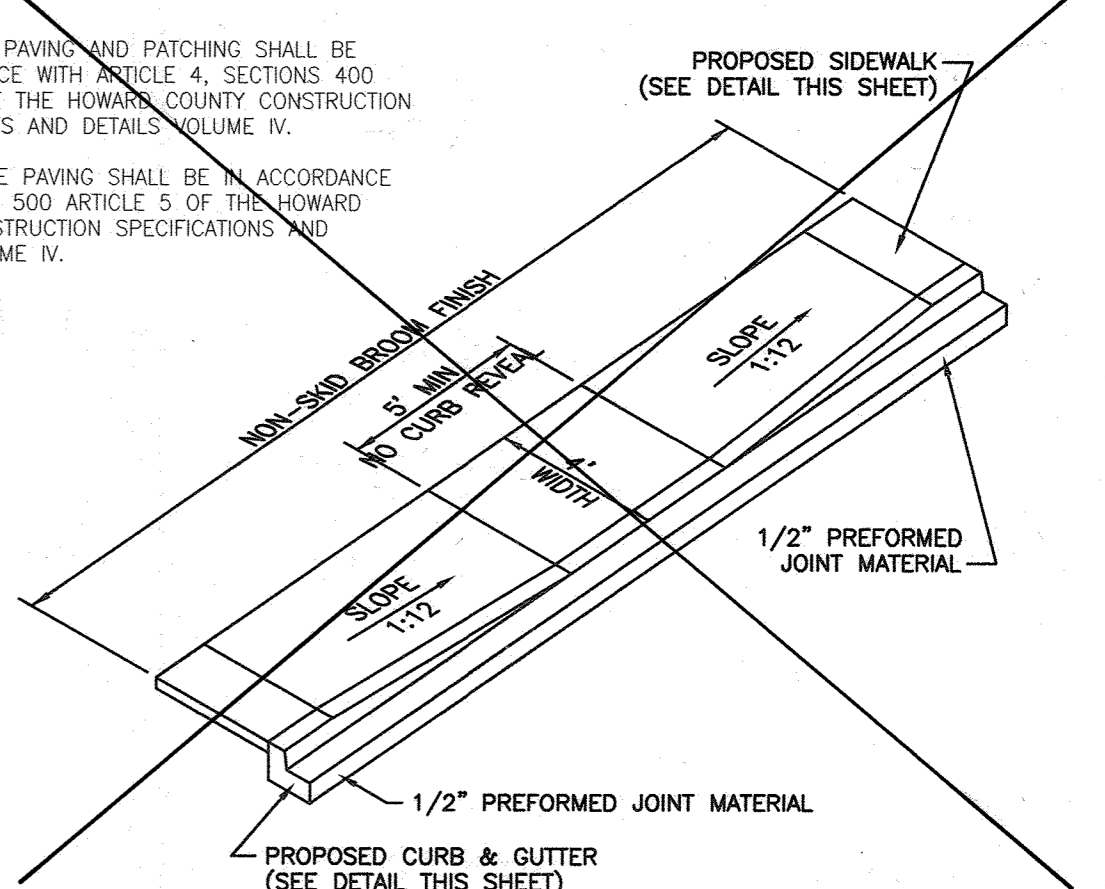 PAVING AND PATCHING SHALL BE
CE WITH ARTICLE 4, SECTIONS 400
THE HOWARD COUNTY CONSTRUCTION
S AND DETAILS VOLUME IV.
E PAVING SHALL BE IN ACCORDANCE
500 ARTICLE 5 OF THE HOWARD
STRUCTION SPECIFICATIONS AND
ME IV.
PROPOSED SIDEWALK
(SEE DETAIL THIS SHEET)
NON-SKID BROOM FINISH
5' MIN
NO CURB REVEAL
4'
WIDTH
SLOPE
1:12
SLOPE
1:12
1/2" PREFORMED
JOINT MATERIAL
1/2" PREFORMED JOINT MATERIAL
PROPOSED CURB & GUTTER
(SEE DETAIL THIS SHEET)